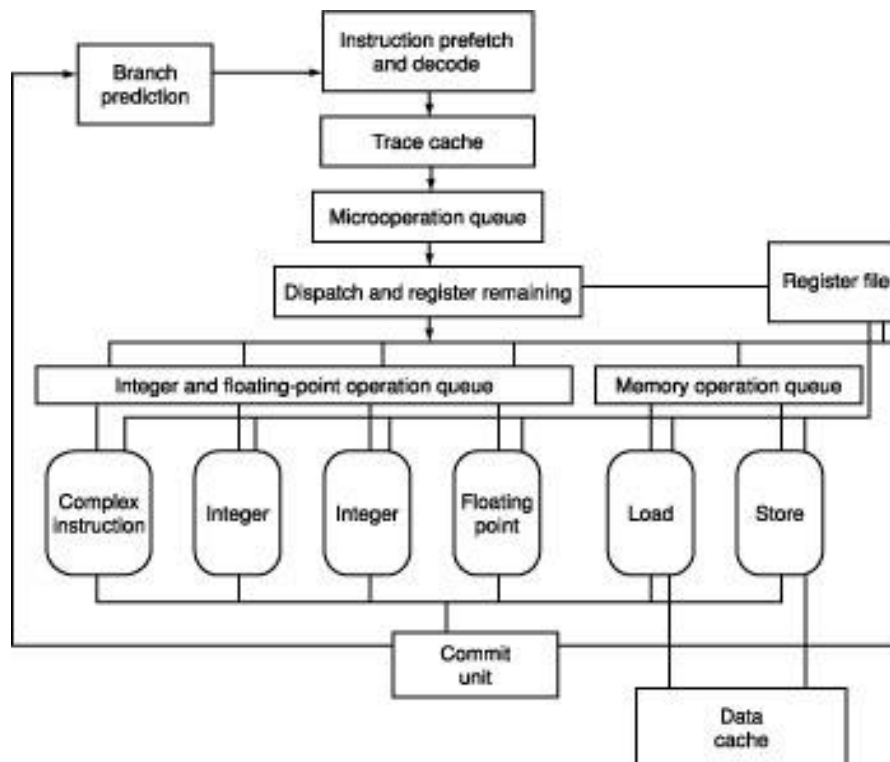 Instruction prefetch
and decode
Branch
prediction
Trace cache
Microoperation queue
Dispatch and register remaining
Register file
Integer and floating-point operation queue
Memory operation queue
Complex
instruction
Integer
Integer
Floating
point
Load
Store
Commit
unit
Data
cache